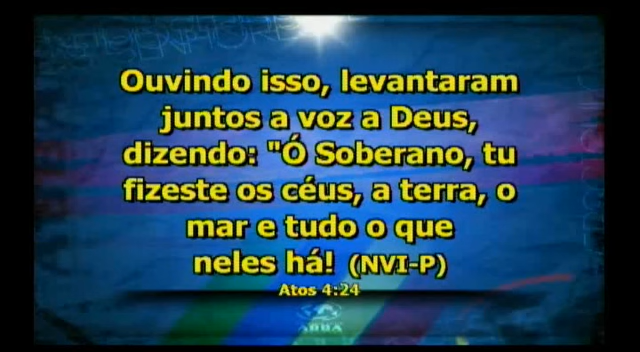 Ouvindo isso, levantaram
juntos a voz a Deus,
dizendo: "Ó Soberano, tu
fizeste os céus, a terra, o
mar e tudo o que
neles há! (NVI-P)
Atos 4:24
ABBA